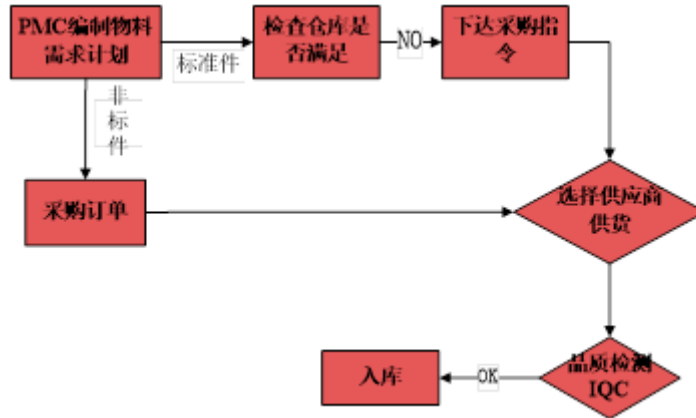 PMC编制物料
需求计划
标准件
检查仓库是
否满足
NO
下达采购指
令
非
标
件
采购订单
选择供应商
供货
品质检测
IQC
OK
入库